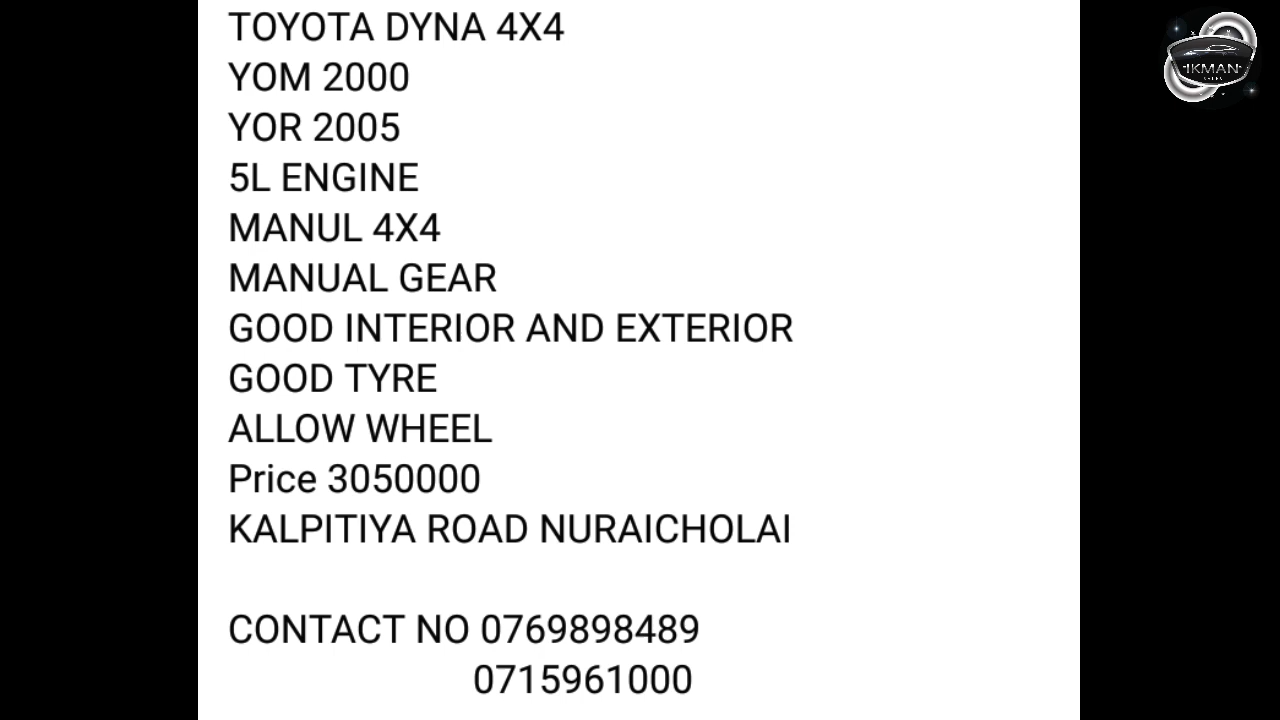 TOYOTA DYNA 4X4
YOM 2000
YOR 2005
5L ENGINE
MANUL 4X4
MANUAL GEAR
GOOD INTERIOR AND EXTERIOR
GOOD TYRE
ALLOW WHEEL
Price 3050000
KALPITIYA ROAD NURAICHOLAI
CONTACT NO 0769898489
0715961000
IKMAN